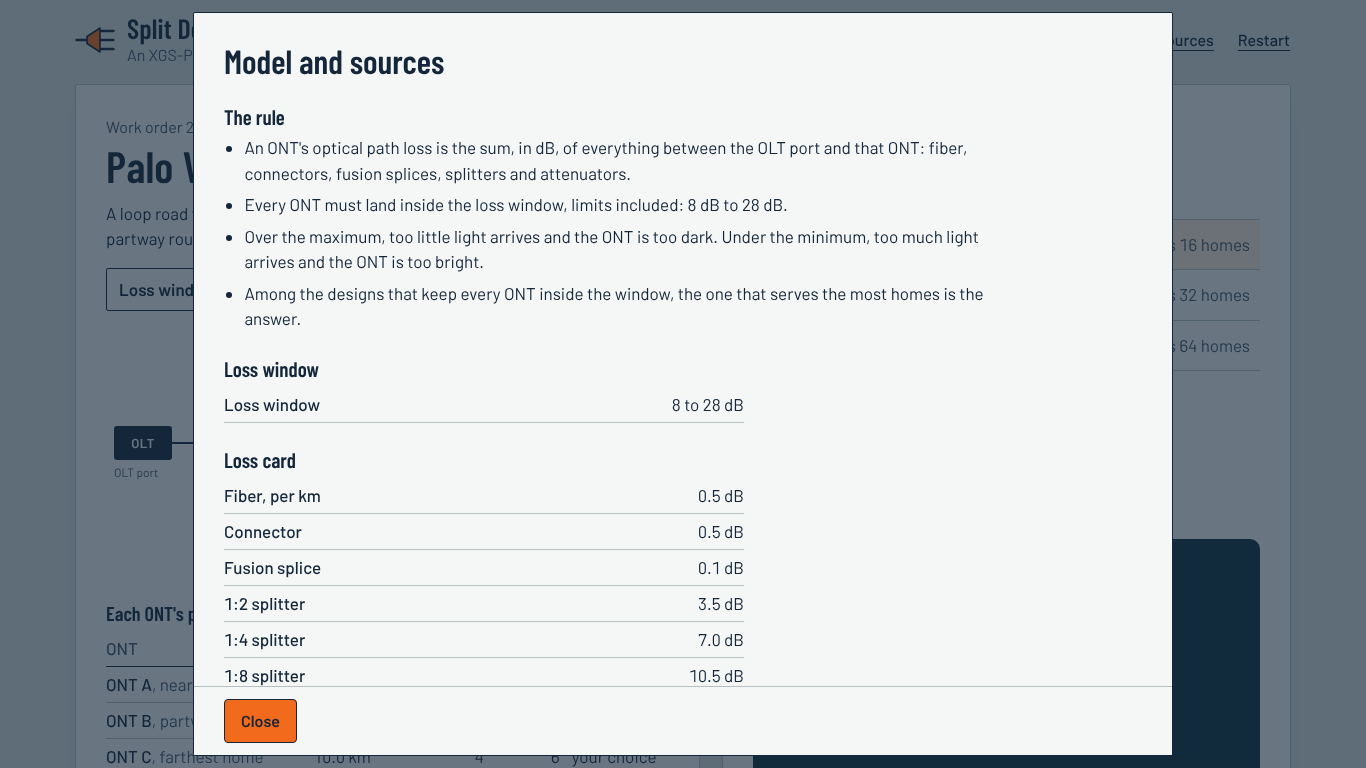 Split
An XGS-P
ources
Restart
Work order 2
Palo
A loop road
partway rou
Loss wind
s 16 homes
s 32 homes
s 64 homes
OLT
OLT port
Each ONT's p
ONT
ONT A, near
ONT B, part
ONT C, farthest home 10.0 km 4 6 your choice
Model and sources
The rule
• An ONT's optical path loss is the sum, in dB, of everything between the OLT port and that ONT: fiber,
connectors, fusion splices, splitters and attenuators.
• Every ONT must land inside the loss window, limits included: 8 dB to 28 dB.
• Over the maximum, too little light arrives and the ONT is too dark. Under the minimum, too much light
arrives and the ONT is too bright.
• Among the designs that keep every ONT inside the window, the one that serves the most homes is the
answer.
Loss window
Loss window 8 to 28 dB
Loss card
Fiber, per km 0.5 dB
Connector 0.5 dB
Fusion splice 0.1 dB
1:2 splitter 3.5 dB
1:4 splitter 7.0 dB
1:8 splitter 10.5 dB
Close